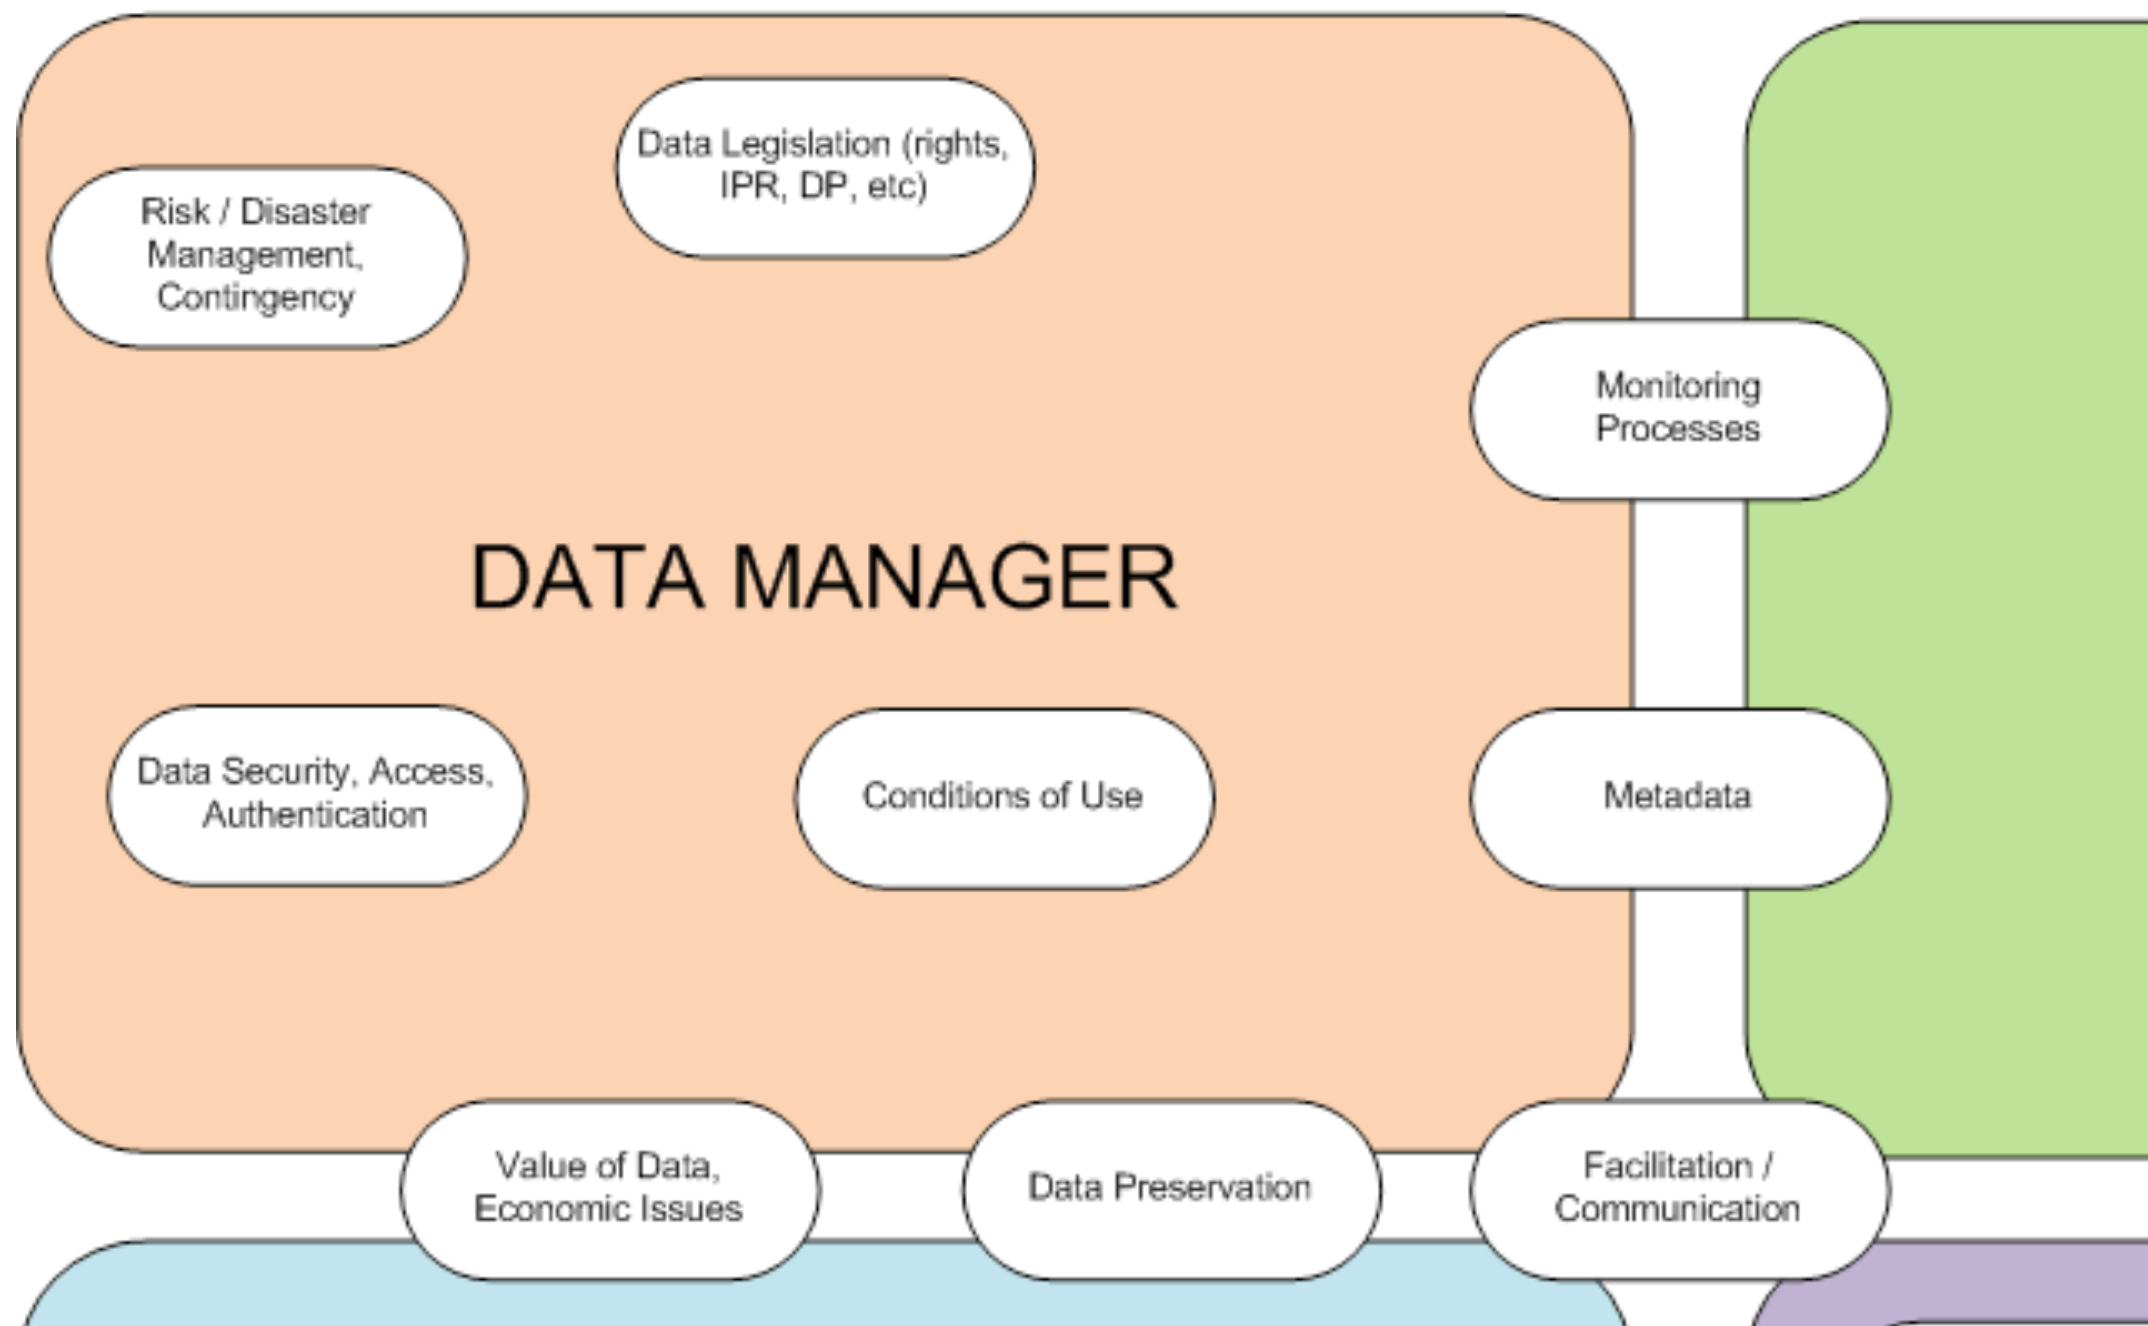 Data Legislation (rights,
IPR, DP, etc)
Risk / Disaster
Management,
Contingency
Monitoring
Processes
DATA MANAGER
Data Security, Access,
Authentication
Conditions of Use
Metadata
Value of Data,
Economic Issues
Data Preservation
Facilitation /
Communication